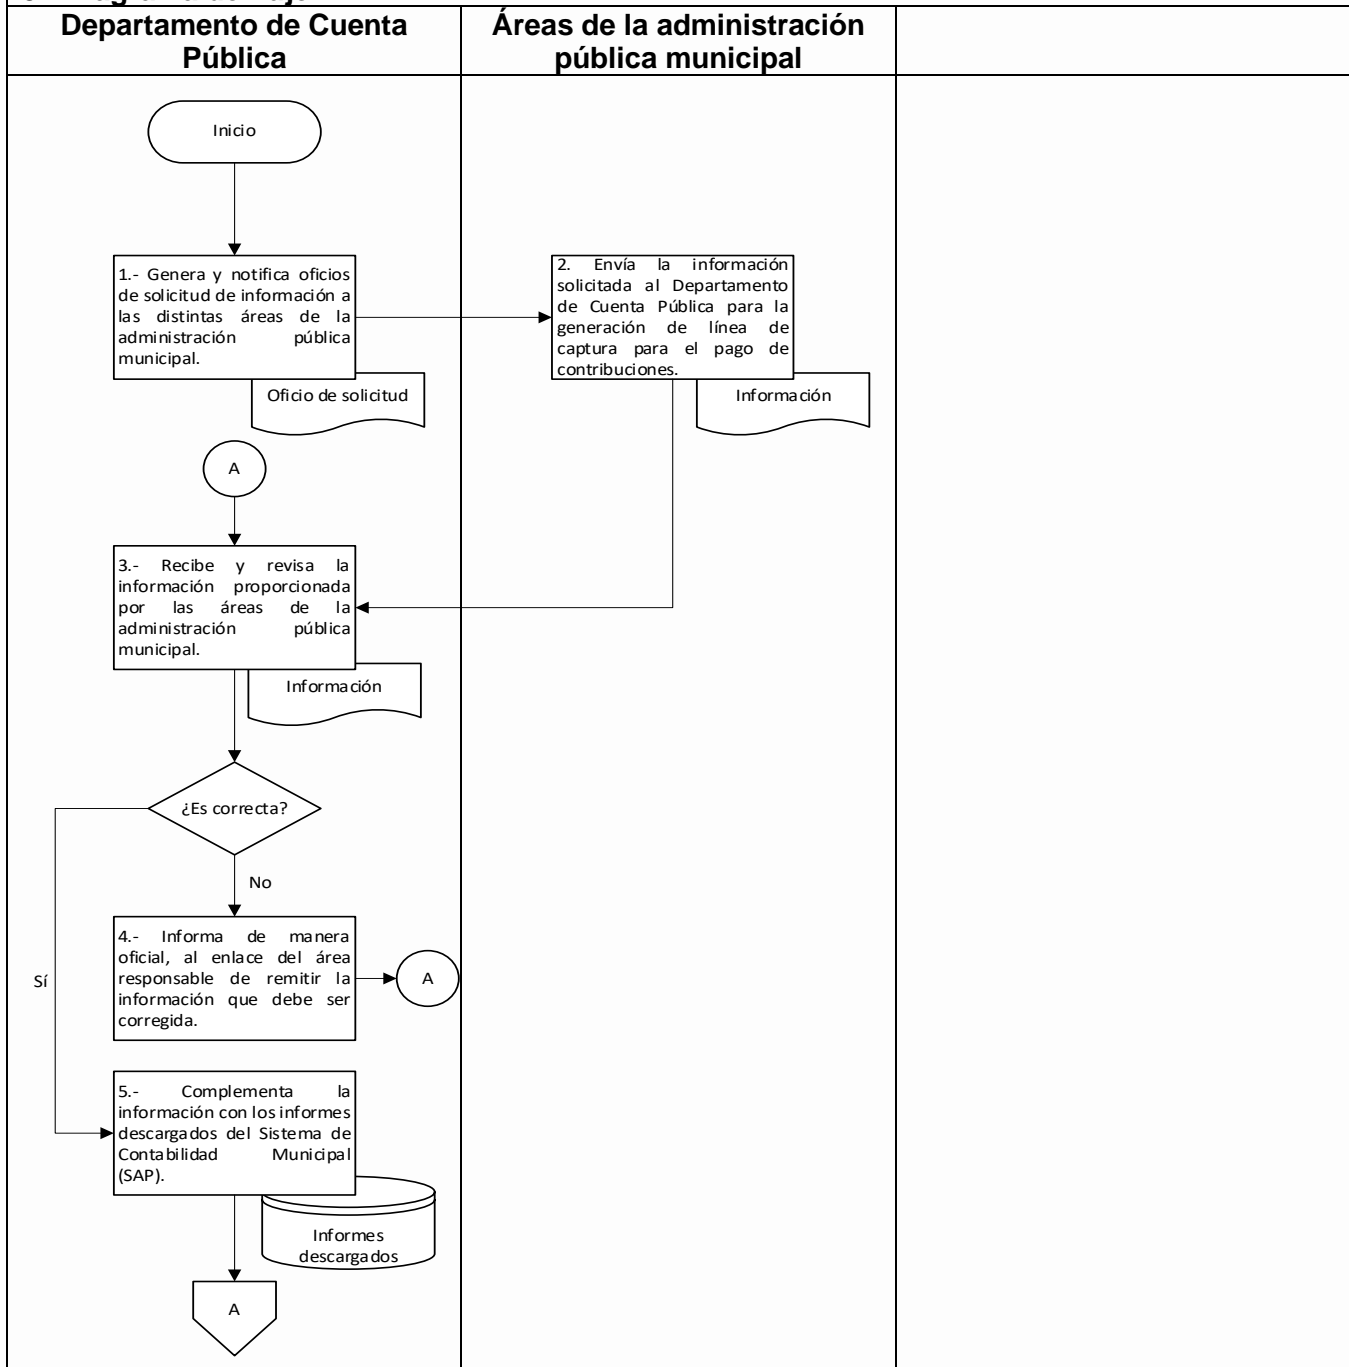 Departamento de Cuenta
Pública
Áreas de la administración
pública municipal
Inicio
1.- Genera y notifica oficios
de solicitud de información a
las distintas áreas de la
administración pública
municipal.
Oficio de solicitud
2. Envía la información
solicitada al Departamento
de Cuenta Pública para la
generación de línea de
captura para el pago de
contribuciones.
Información
A
3.- Recibe y revisa la
información proporcionada
por las áreas de la
administración pública
municipal.
Información
¿Es correcta?
No
Sí
4.- Informa de manera
oficial, al enlace del área
responsable de remitir la
información que debe ser
corregida.
A
5.- Complementa la
información con los informes
descargados del Sistema de
Contabilidad Municipal
(SAP).
Informes
descargados
A